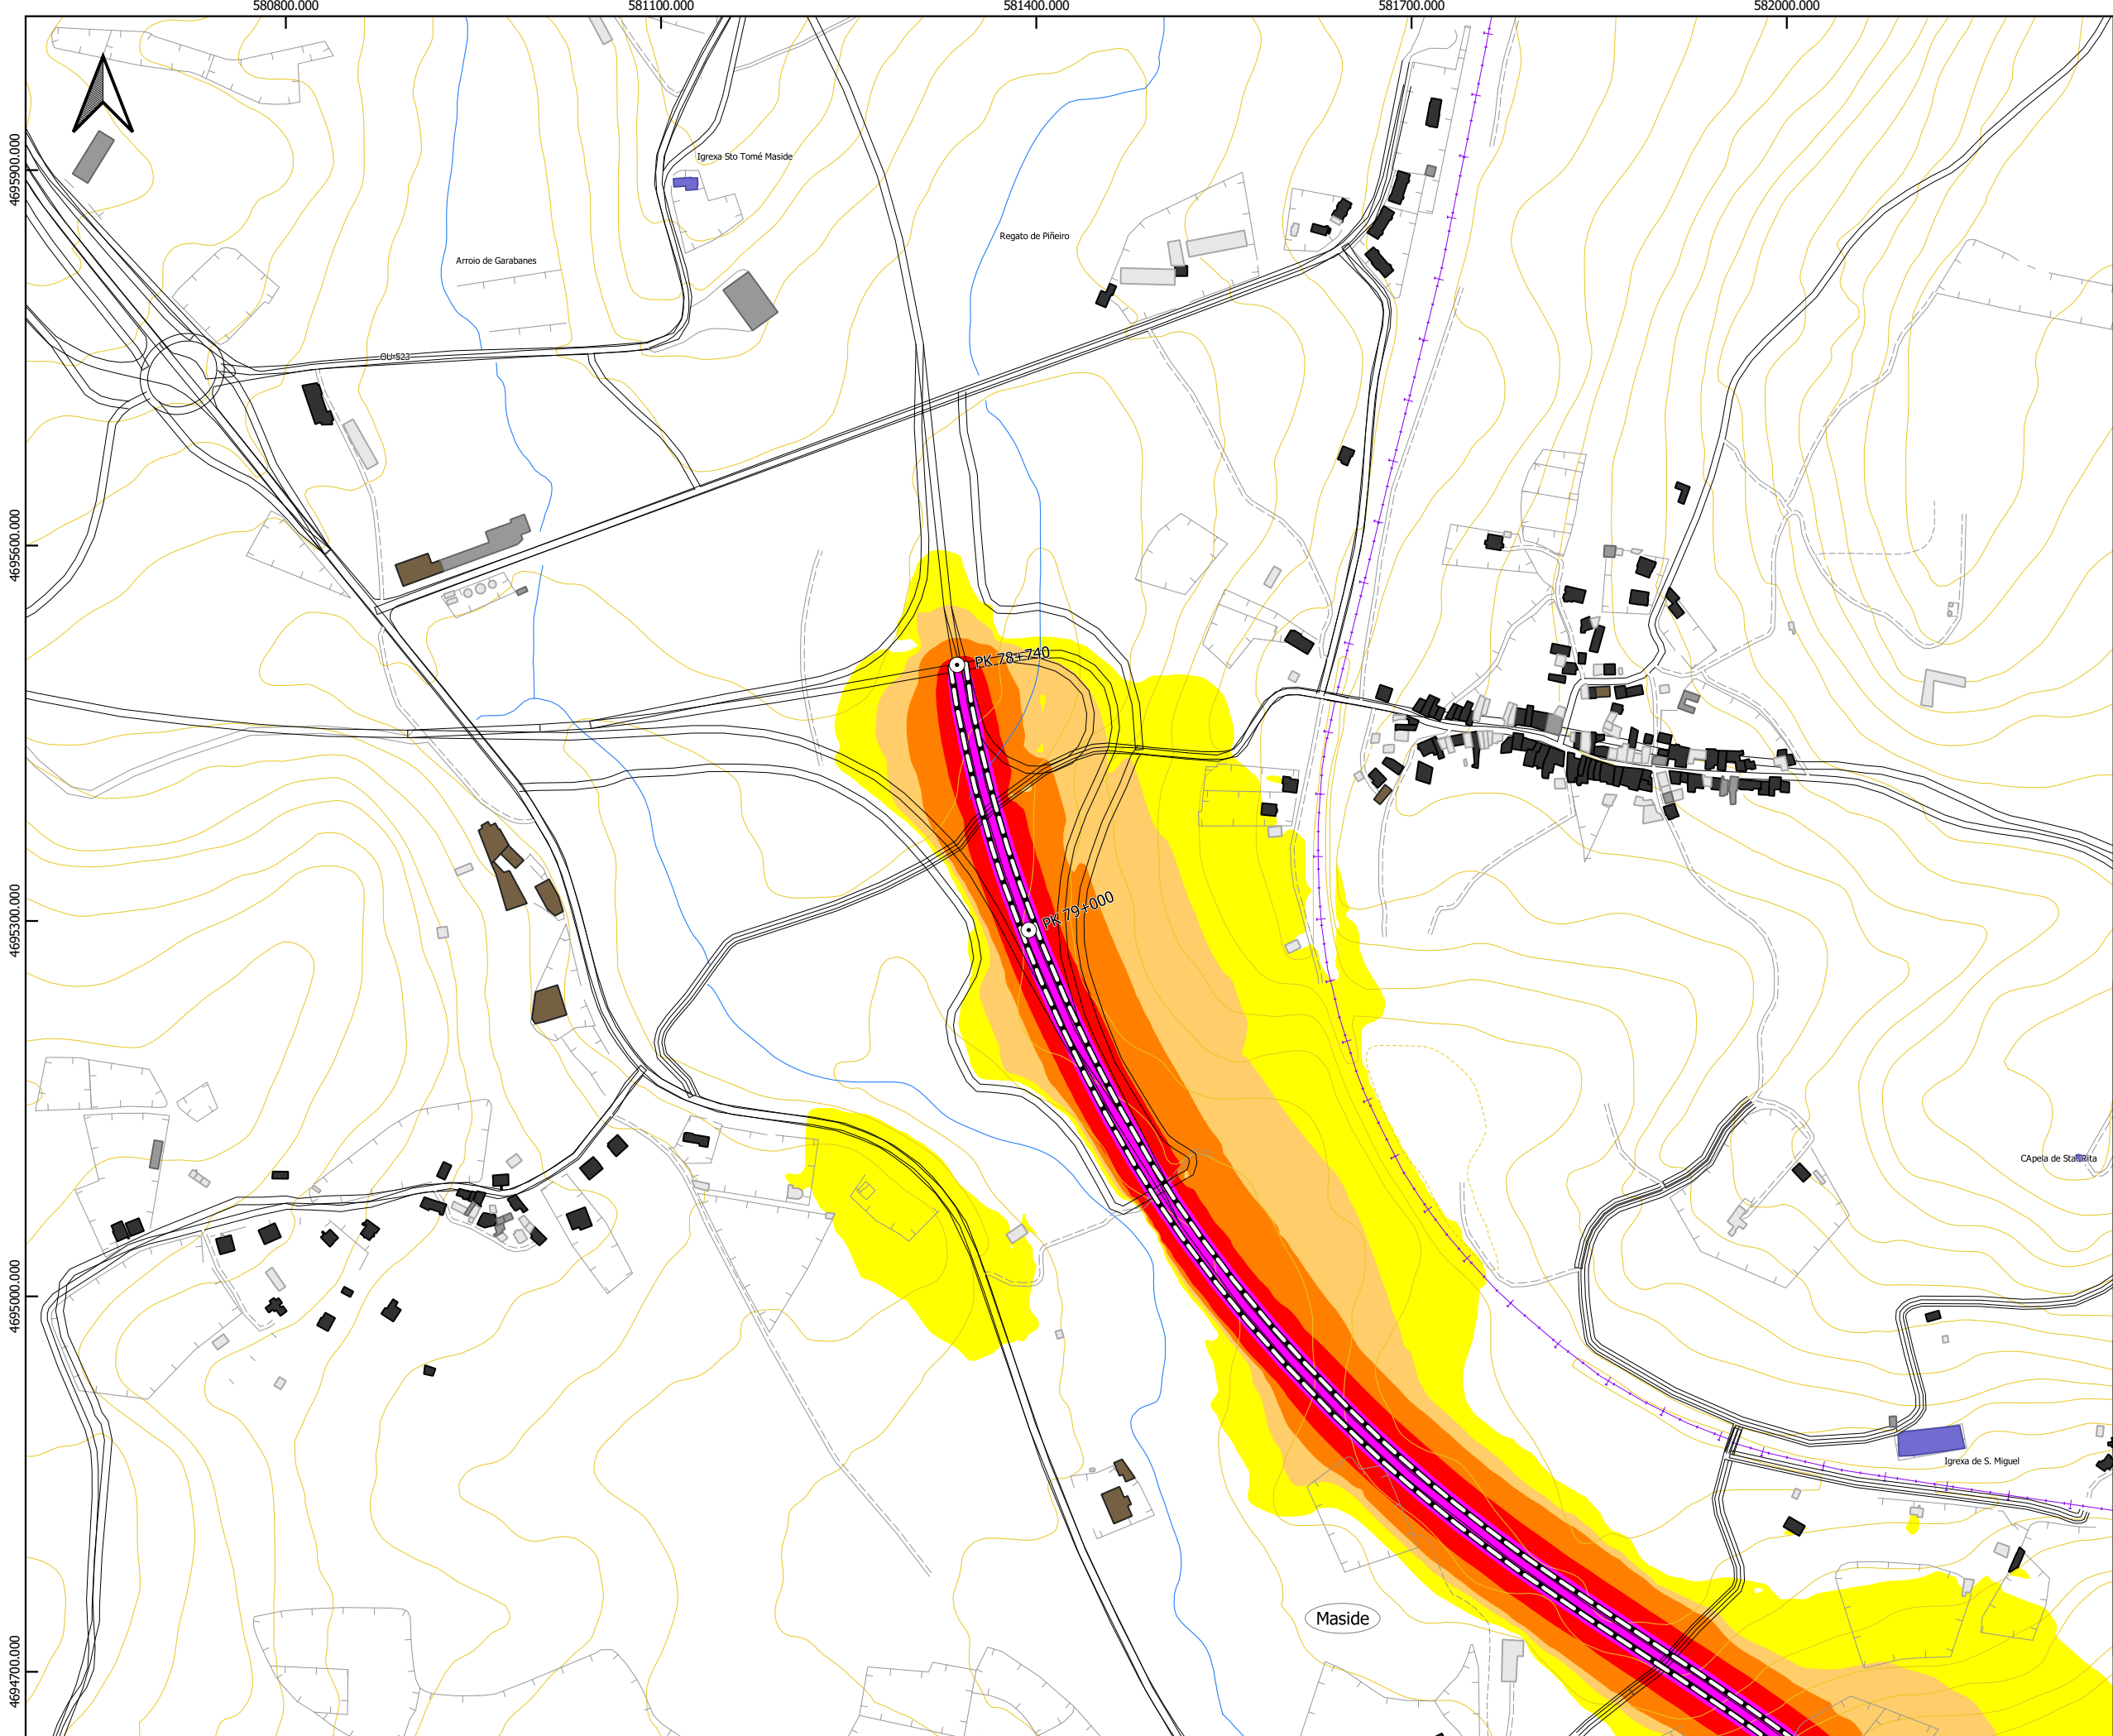 580800.000
581100.000
581400.000
581700.000
582000.000
4695900.000
Igrexa Sto Tomé Maside
Regato de Piñeiro
Arroio de Garabanes
OU-523
4695600.000
PK 78+740
4695300.000
PK 79+000
CApela de Sta Rita
4695000.000
Igrexa de S. Miguel
Maside
4694700.000